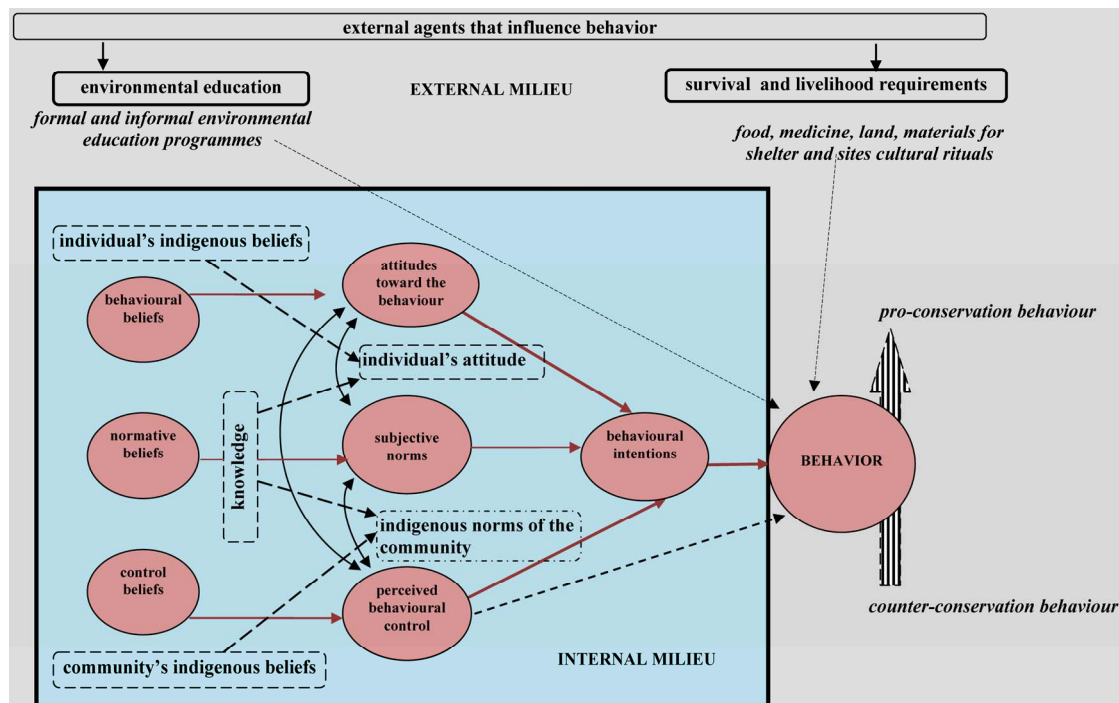 external agents that influence behavior
environmental education
survival and livelihood requirements
EXTERNAL MILIEU
formal and informal environmental
education programmes
food, medicine, land, materials for
shelter and sites cultural rituals
individual's indigenous beliefs
attitudes
toward the
behaviour
behavioural
beliefs
pro-conservation behaviour
individual's attitude
normative
beliefs
knowledge
subjective
norms
behavioural
intentions
BEHAVIOR
indigenous norms of the
community
control
beliefs
perceived
behavioural
control
counter-conservation behaviour
community's indigenous beliefs
INTERNAL MILIEU